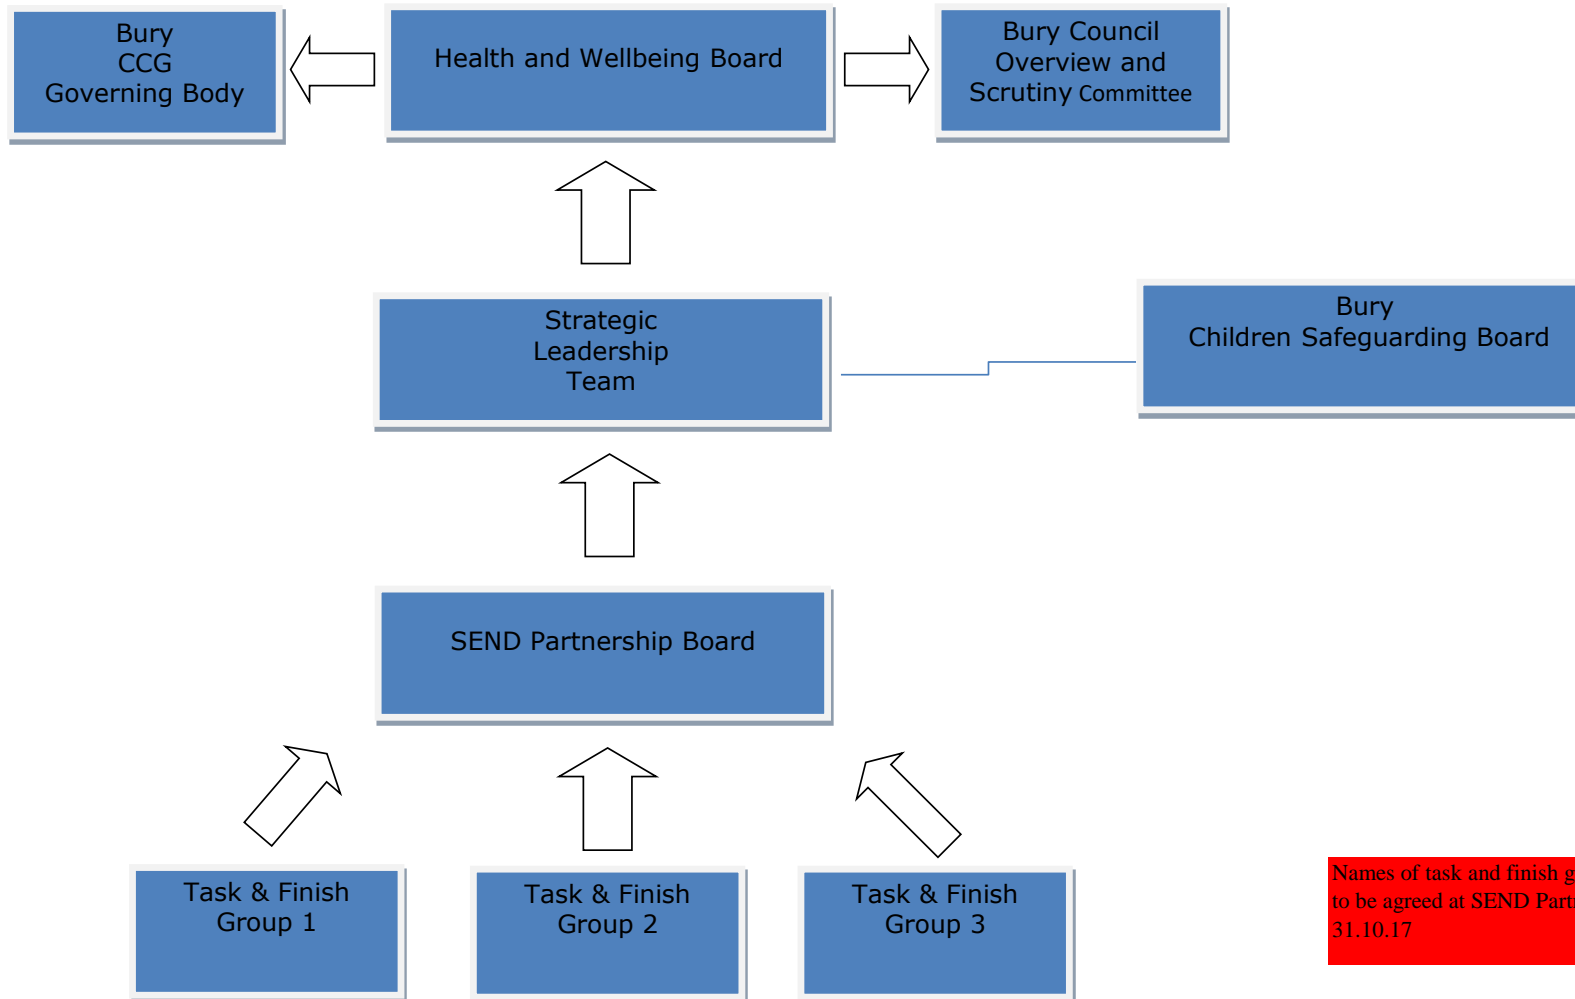 Bury
CCG
Governing Body
Health and Wellbeing Board
Bury Council
Overview and
Scrutiny Committee
Strategic
Leadership
Team
Bury
Children Safeguarding Board
SEND Partnership Board
Task & Finish
Group 1
Task & Finish
Group 2
Task & Finish
Group 3
Names of task and finish
to be agreed at SEND
31.10.17